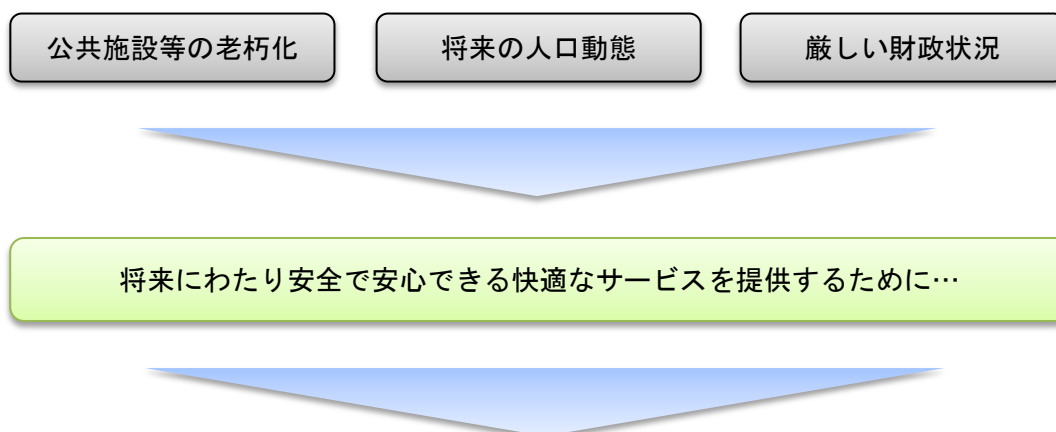 公共施設等の老朽化
将来の人口動態
厳しい財政状況
将来にわたり安全で安心できる快適なサービスを提供するために…